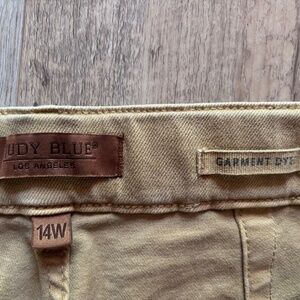 UDY BLUE®
LOS ANGELES
GARMENT DYE
14W